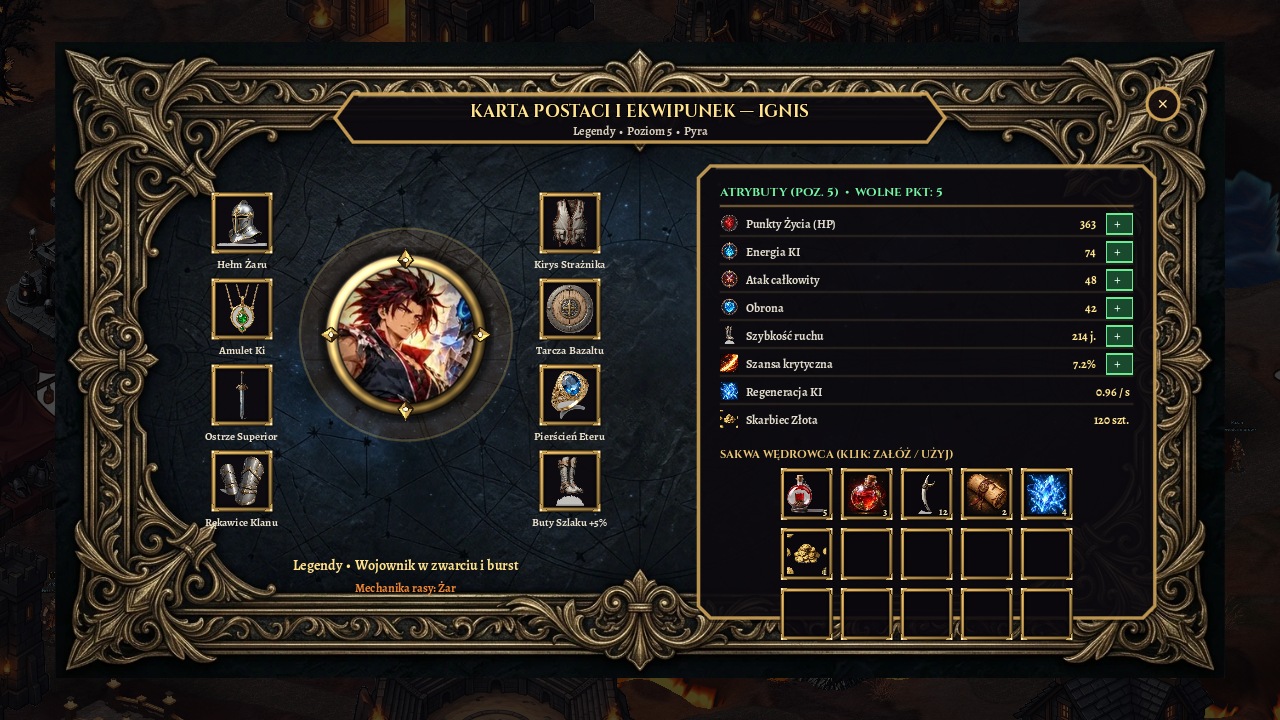 KARTA POSTACI I EKWIPUNEK — IGNIS
Legendy • Poziom 5 • Pyra
×
Hełm Żaru
Amulet Ki
Ostrze Superior
Rękawice Klanu
Kirys Strażnika
Tarcza Bazaltu
Pierścień Eteru
Buty Szlaku +5%
Legendy • Wojownik w zwarciu i burst
Mechanika rasy: Żar
ATRYBUTY (POZ. 5) • WOLNE PKT: 5
Punkty Życia (HP) 363 +
Energia KI 74 +
Atak całkowity 48 +
Obrona 42 +
Szybkość ruchu 214 j. +
Szansa krytyczna 7.2% +
Regeneracja KI 0.96 / s
Skarbiec Złota 120 szt.
SAKWA WĘDROWCA (KLIK: ZAŁÓŻ / UŻYJ)
5 3 12 2 4